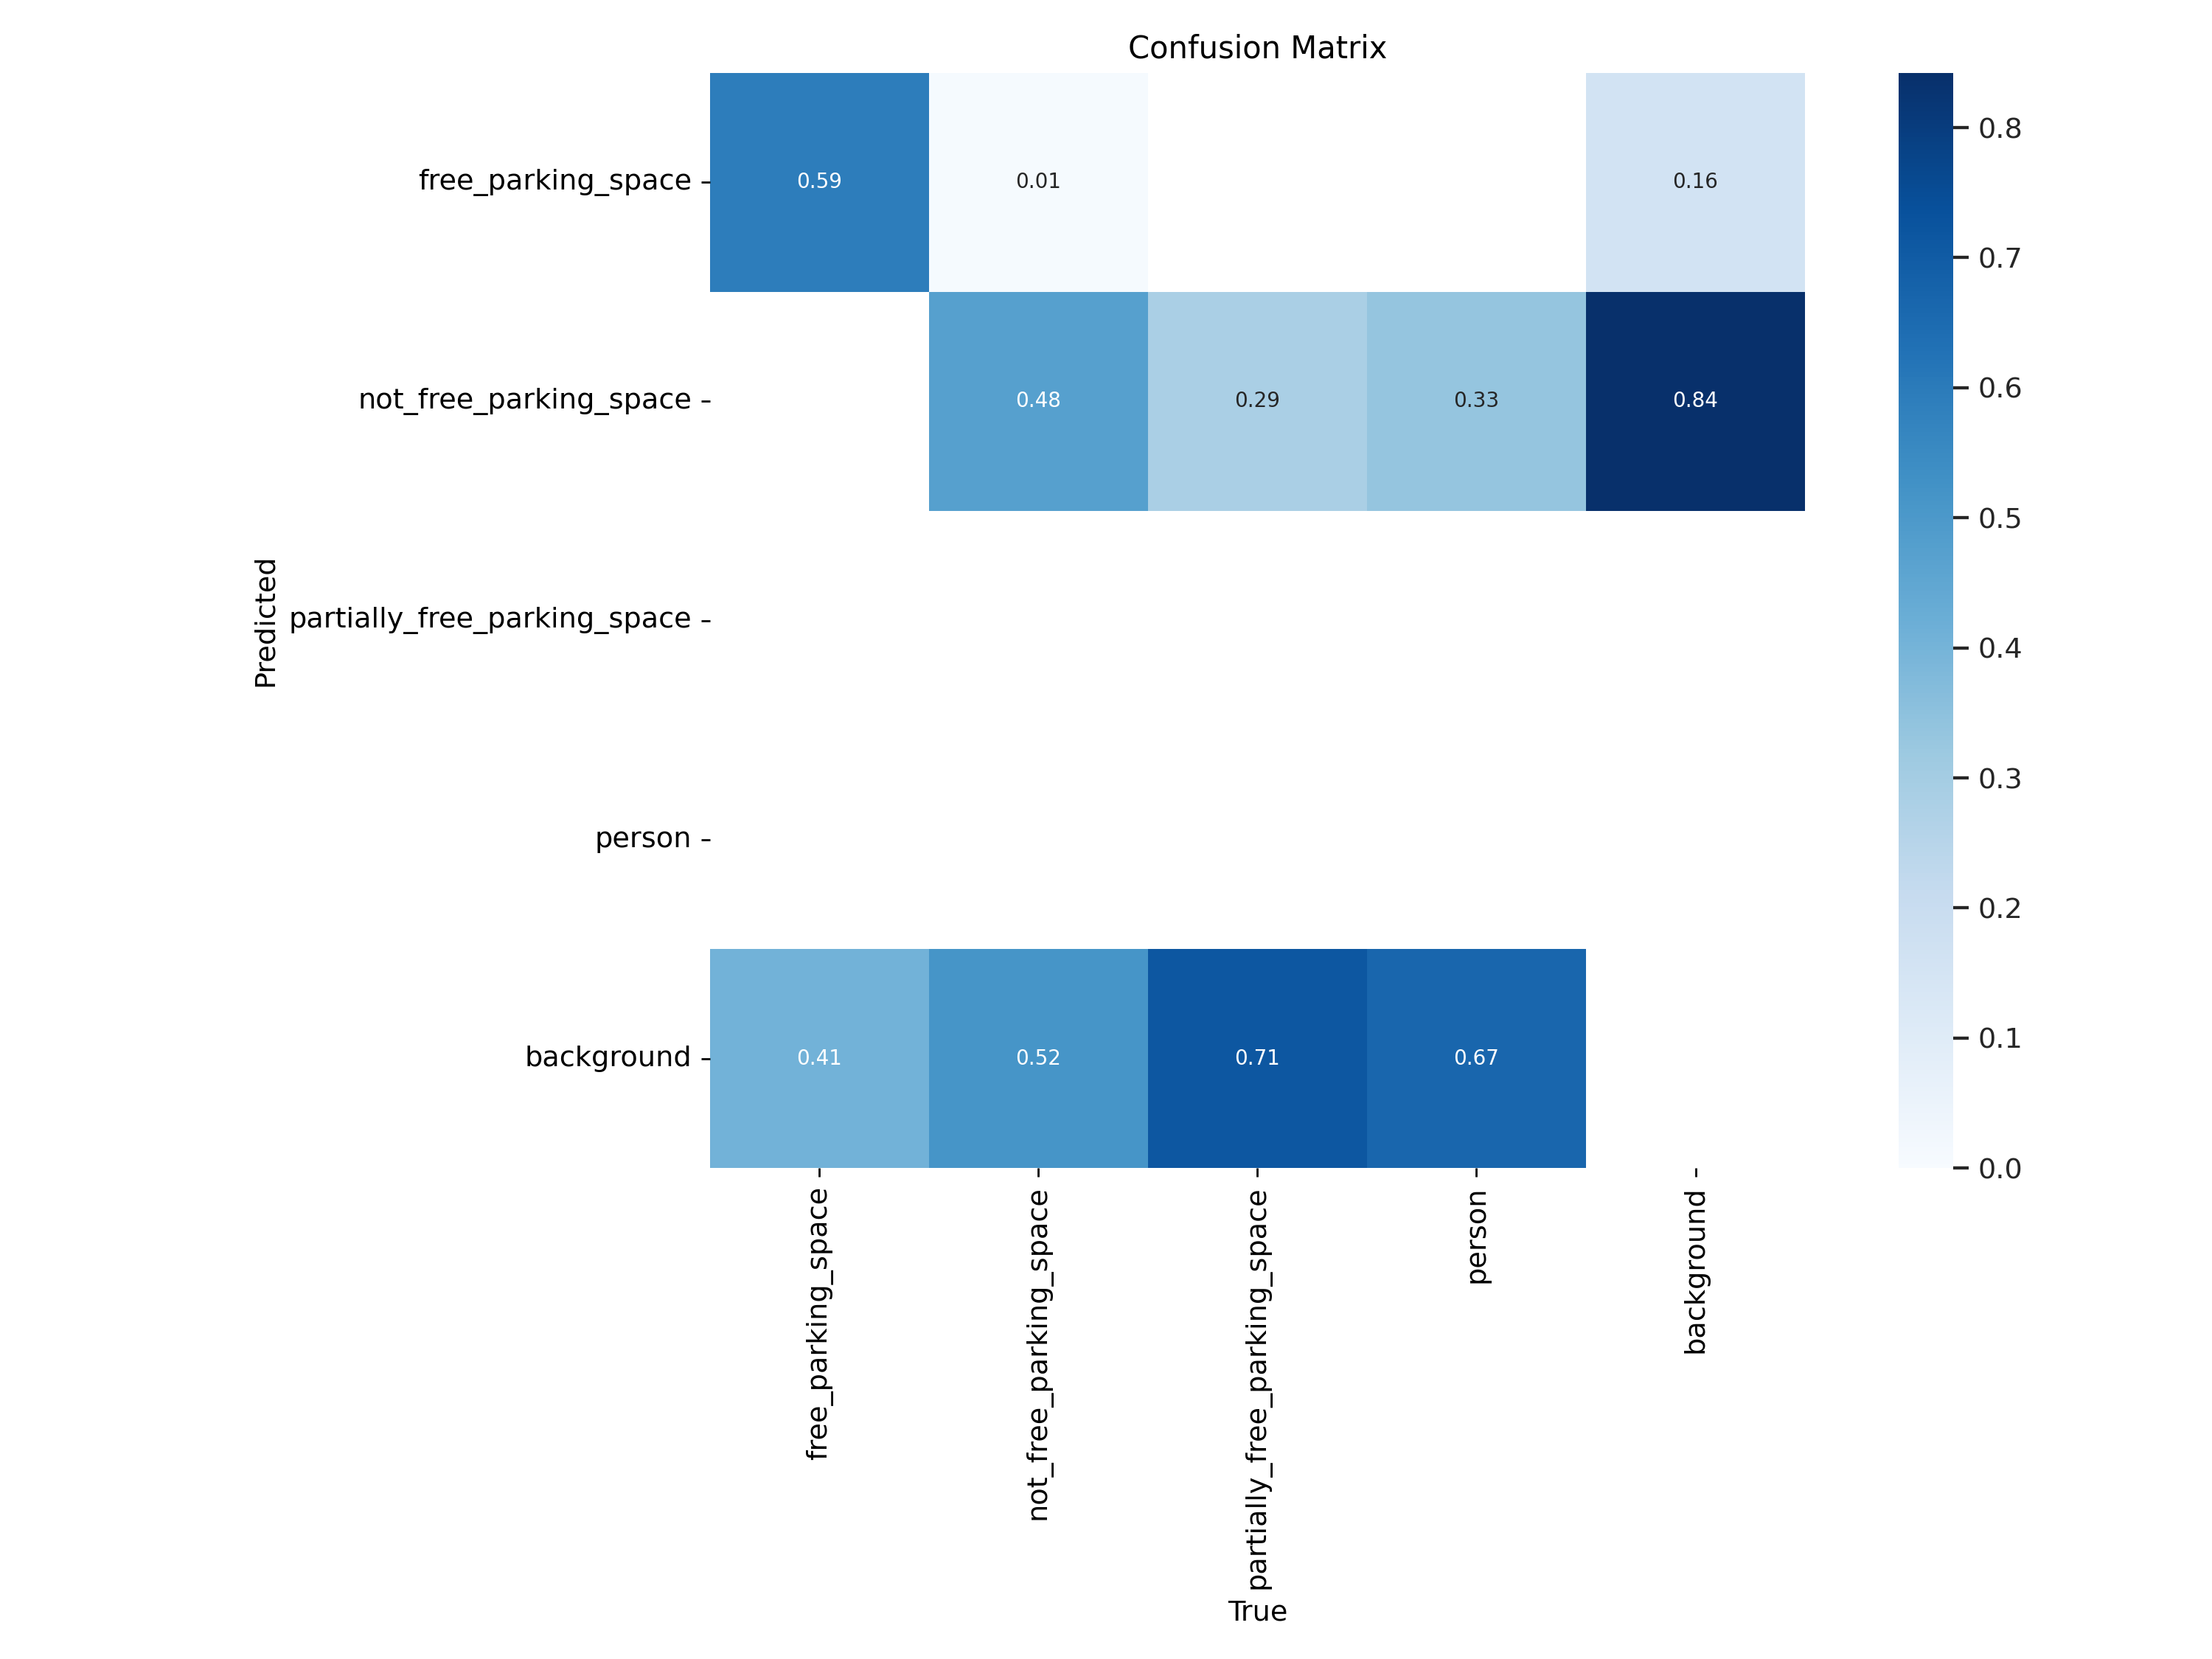 Confusion Matrix
free_parking_space
0.59
0.01
0.16
not_free_parking_space
0.48
0.29
0.33
0.84
Predicted
partially_free_parking_space
person
background
0.41
0.52
0.71
0.67
free_parking_space
not_free_parking_space
partially_free_parking_space
person
background
True
0.8
0.7
0.6
0.5
0.4
0.3
0.2
0.1
0.0